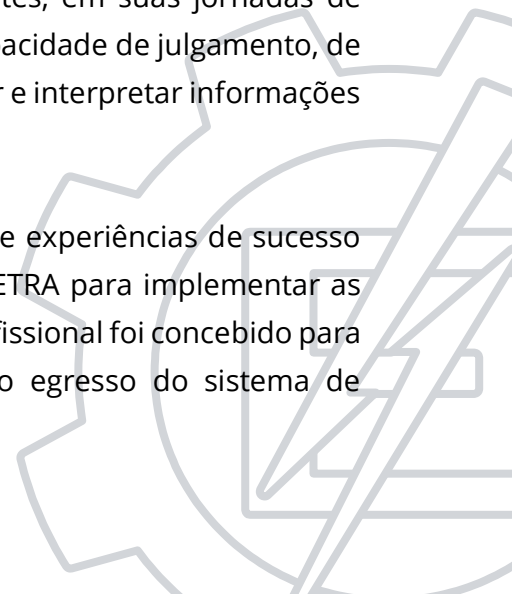 em suas jornadas de
acidade de julgamento, de
e interpretar informações
e experiências de sucesso
ETRA para implementar as
fissional foi concebido para
o egresso do sistema de